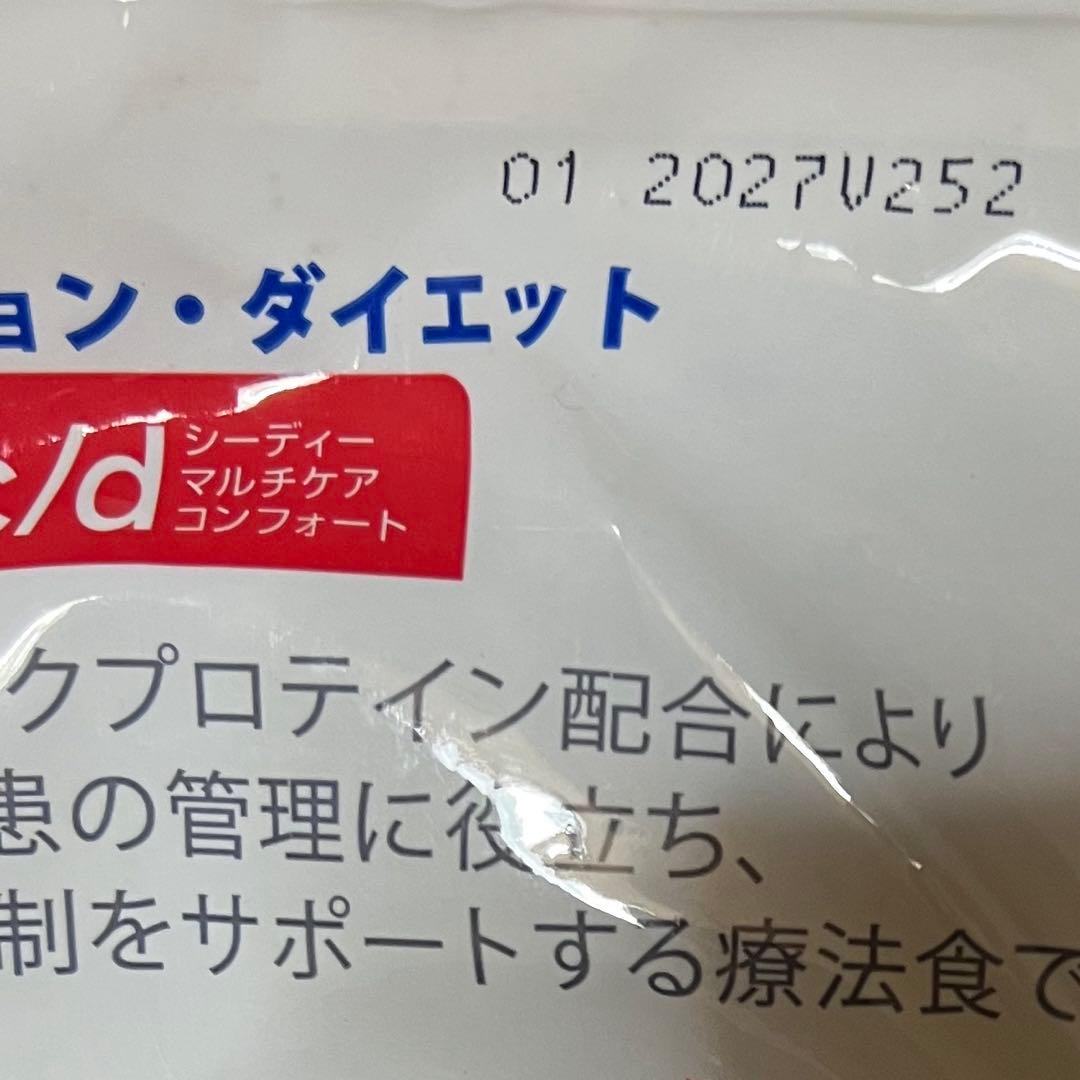 01 2027V252
ョン・ダイエット
c/d
シーディー
マルチケア
コンフォート
クプロテイン配合により
患の管理に役立ち、
制をサポートする療法食で